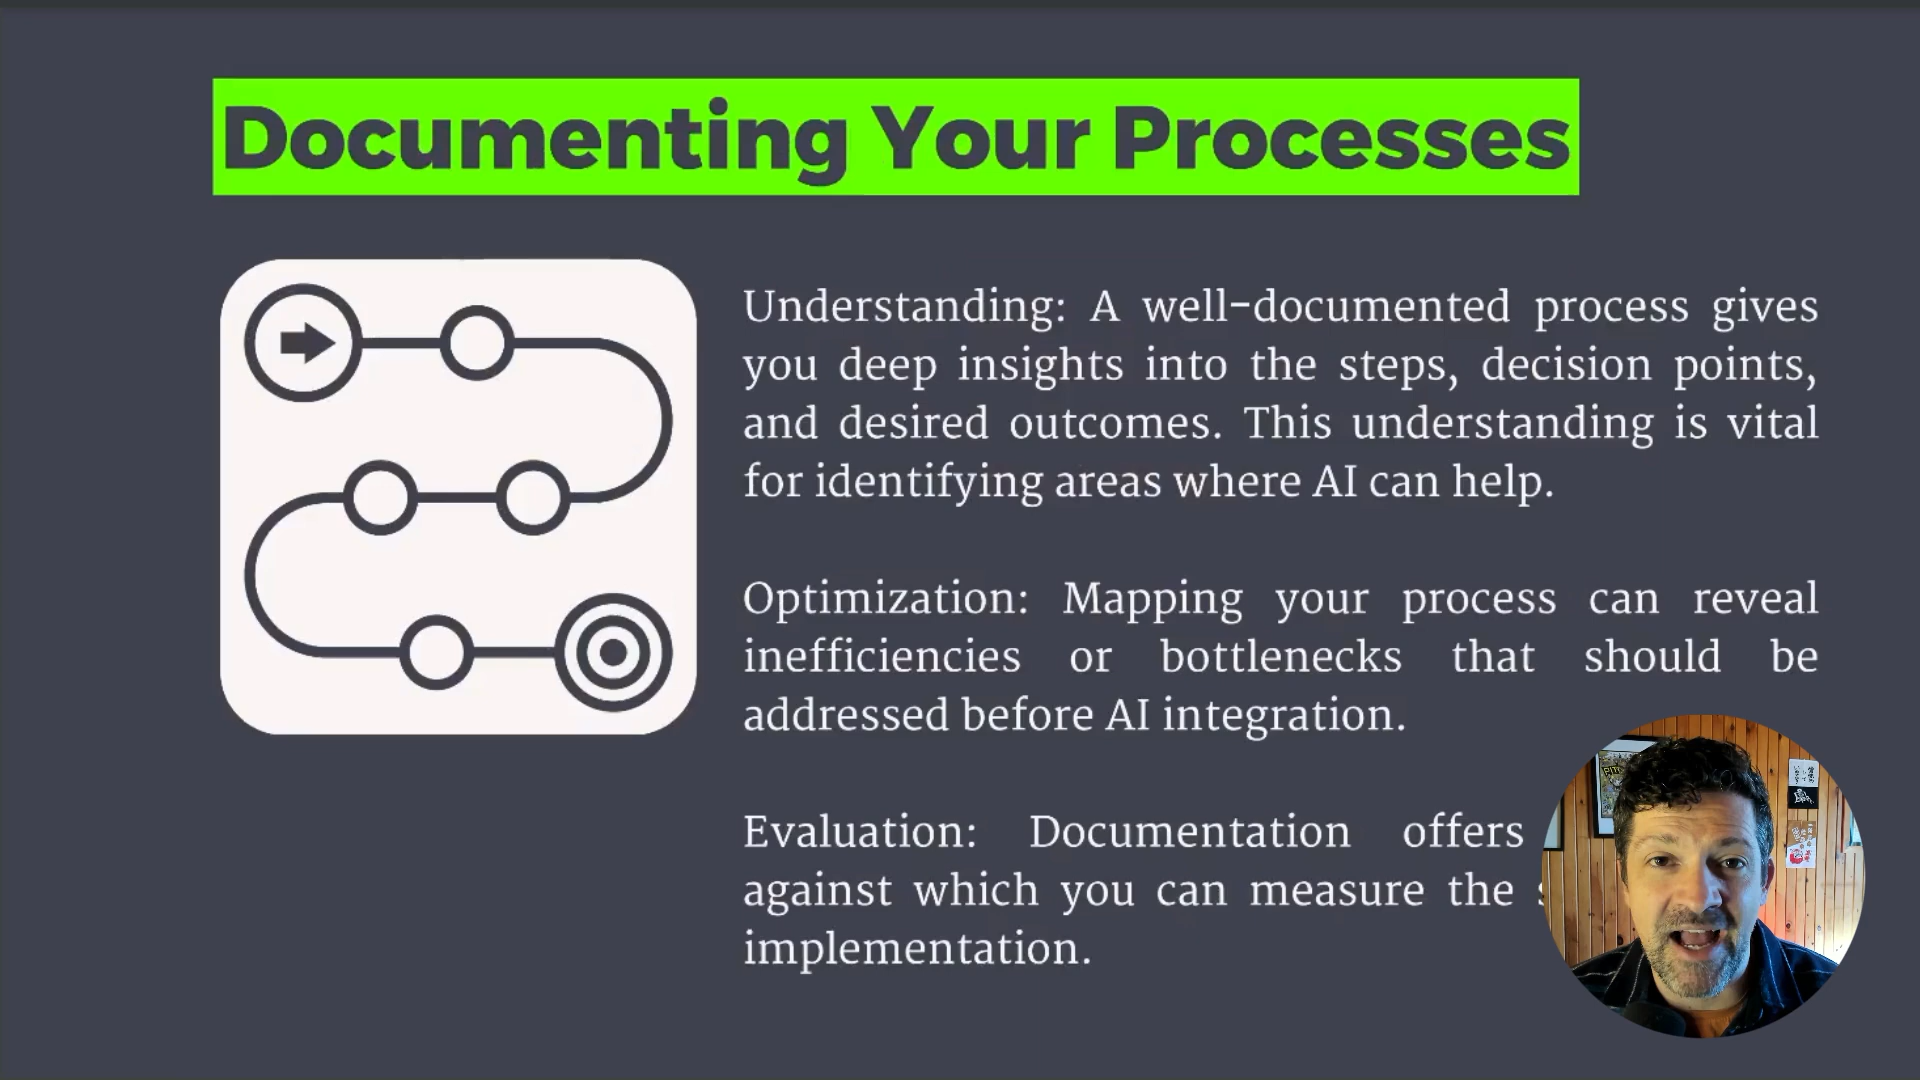 Documenting Your Processes
Understanding: A well-documented process gives
you deep insights into the steps, decision points,
and desired outcomes. This understanding is vital
for identifying areas where AI can help.
Optimization: Mapping your process can reveal
inefficiencies or bottlenecks that should be
addressed before AI integration.
Evaluation: Documentation offers
against which you can measure the
implementation.